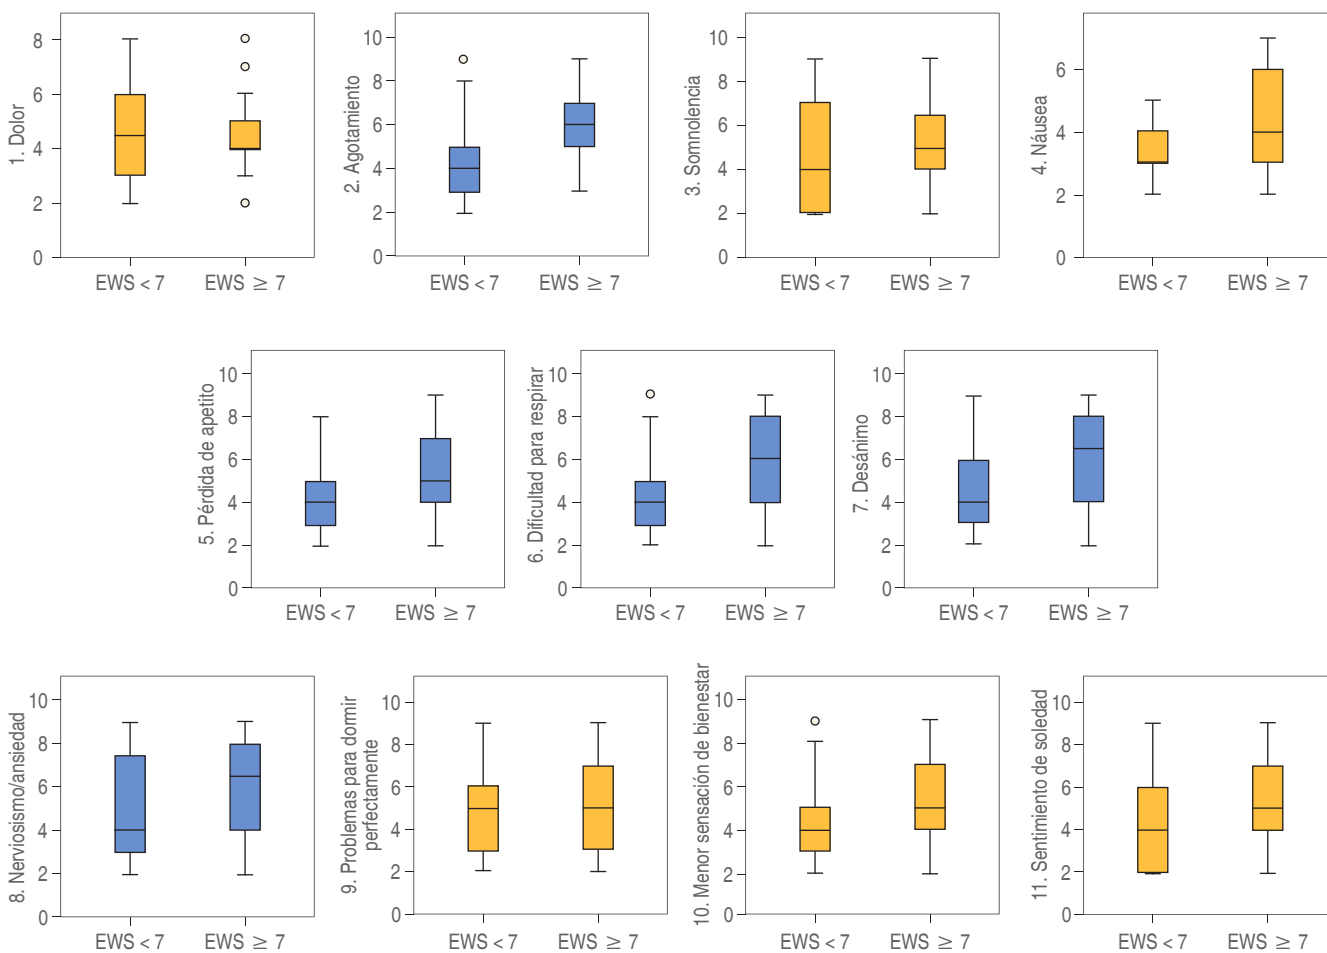 1. Dolor
8
6
4
2
0
EWS < 7
EWS ≥ 7
2. Agotamiento
10
8
6
4
2
0
EWS < 7
EWS ≥ 7
3. Somnolencia
10
8
6
4
2
0
EWS < 7
EWS ≥ 7
4. Náusea
6
4
2
0
EWS < 7
EWS ≥ 7
5. Pérdida de apetito
10
8
6
4
2
0
EWS < 7
EWS ≥ 7
6. Dificultad para respirar
10
8
6
4
2
0
EWS < 7
EWS ≥ 7
7. Desánimo
10
8
6
4
2
0
EWS < 7
EWS ≥ 7
8. Nerviosismo/ansiedad
10
8
6
4
2
0
EWS < 7
EWS ≥ 7
9. Problemas para dormir
perfectamente
10
8
6
4
2
0
EWS < 7
EWS ≥ 7
10. Menor sensación de bienestar
10
8
6
4
2
0
EWS < 7
EWS ≥ 7
11. Sentimiento de soledad
10
8
6
4
2
0
EWS < 7
EWS ≥ 7